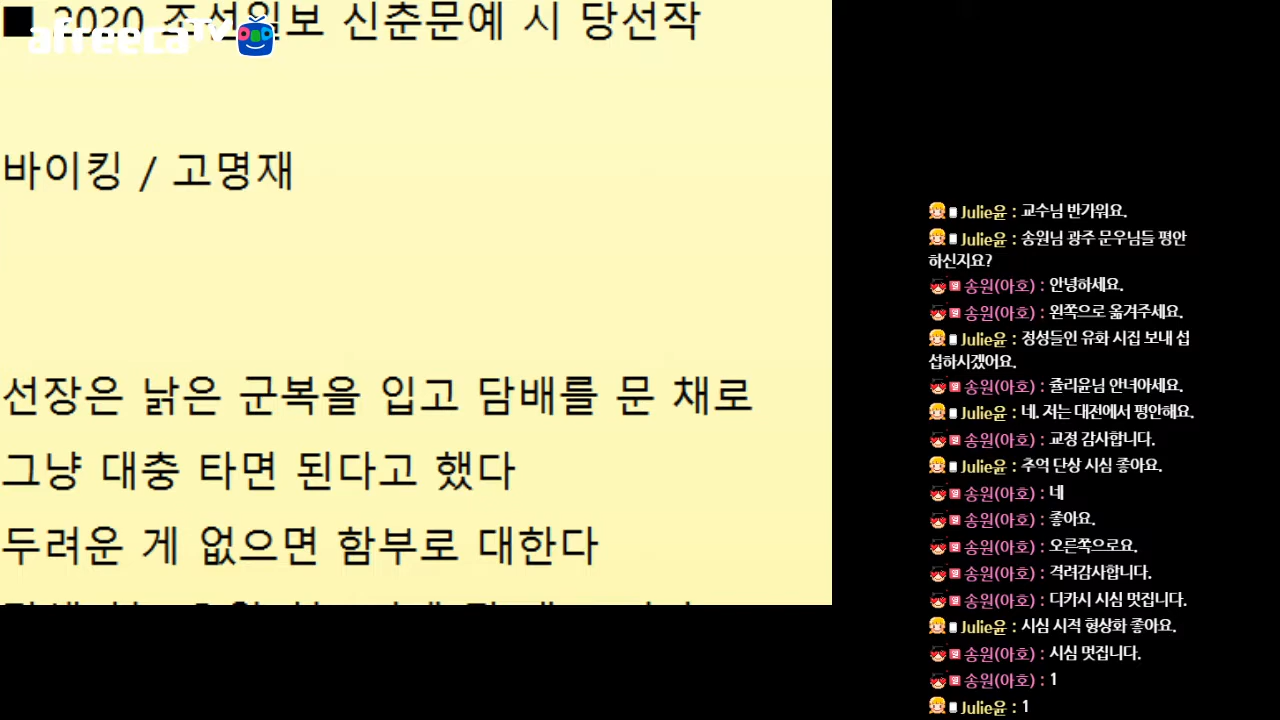 ■ 2020 조선일보 신춘문예 시 당선작
afreecaTV
바이킹 / 고명재
선장은 낡은 군복을 입고 담배를 문 채로
그냥 대충 타면 된다고 했다
두려운 게 없으면 함부로 대한다
Julie윤 : 교수님 반가워요.
Julie윤 : 송원님 광주 문우님들 평안
하신지요?
송원(아호) : 안녕하세요.
송원(아호) : 왼쪽으로 옮겨주세요.
Julie윤 : 정성들인 유화 시집 보내 섭
섭하시겠어요.
송원(아호) : 쥴리윤님 안녀아세요.
Julie윤 : 네. 저는 대전에서 평안해요.
송원(아호) : 교정 감사합니다.
Julie윤 : 추억 단상 시심 좋아요.
송원(아호) : 네
송원(아호) : 좋아요.
송원(아호) : 오른쪽으로요.
송원(아호) : 격려감사합니다.
송원(아호) : 디카시 시심 멋집니다.
Julie윤 : 시심 시적 형상화 좋아요.
송원(아호) : 시심 멋집니다.
송원(아호) : 1
Julie윤 : 1